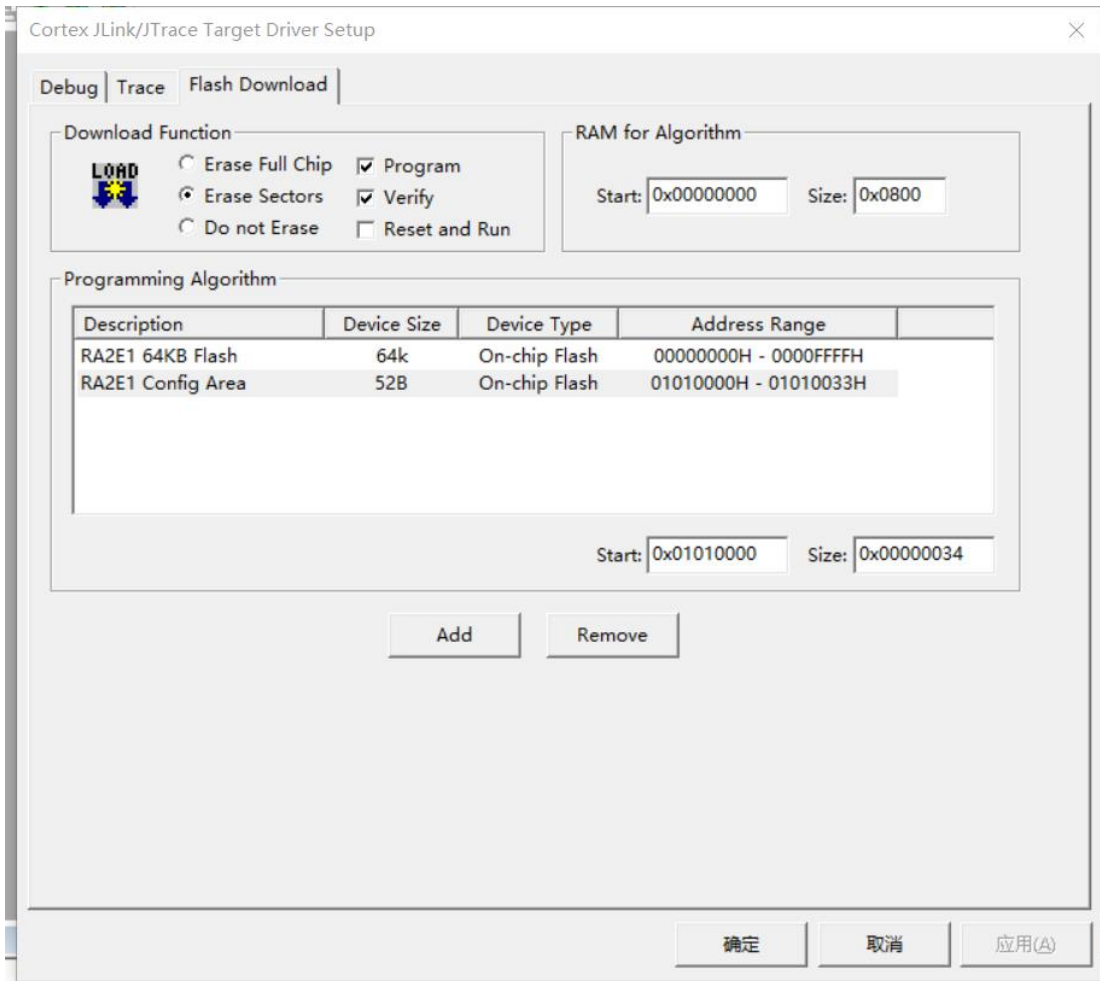 Cortex JLink/JTrace Target Driver Setup
Debug Trace Flash Download
Download Function
LOAD
Erase Full Chip Program
Erase Sectors Verify
Do not Erase Reset and Run
RAM for Algorithm
Start: 0x00000000 Size: 0x0800
Programming Algorithm
Description Device Size Device Type Address Range
RA2E1 64KB Flash 64k On-chip Flash 00000000H - 0000FFFFH
RA2E1 Config Area 52B On-chip Flash 01010000H - 01010033H
Start: 0x01010000 Size: 0x00000034
Add Remove
确定 取消 应用(A)